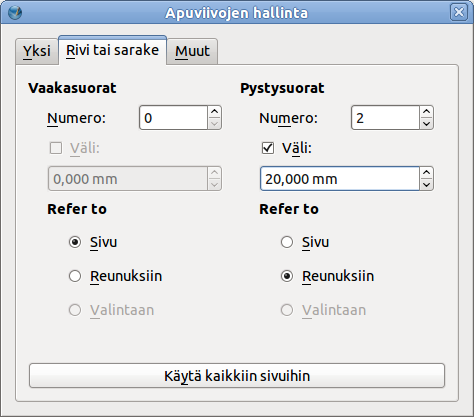 Apuviivojen hallinta
Yksi Rivi tai sarake Muut
Vaakasuorat Pystysuorat
Numero: 0 Numero: 2
Väli: Väli:
0,000 mm 20,000 mm
Refer to Refer to
Sivu Sivu
Reunuksiin Reunuksiin
Valintaan Valintaan
Käytä kaikkiin sivuihin